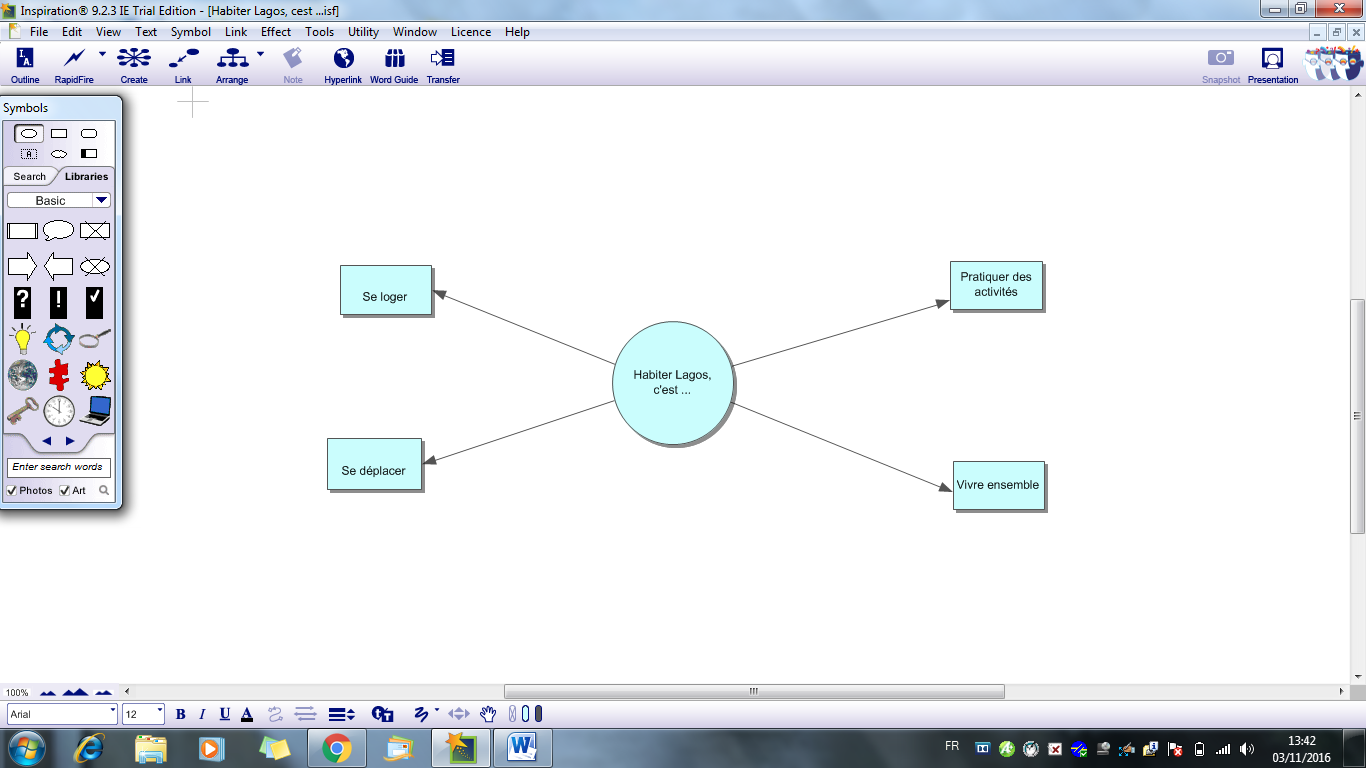 Inspiration® 9.2.3 IE Trial Edition - [Habiter Lagos, cest ...isf]
File Edit View Text Symbol Link Effect Tools Utility Window Licence Help
Outline RapidFire Create Link Arrange Note Hyperlink Word Guide Transfer Snapshot Presentation
Symbols
Search Libraries
Basic
Enter search words
Photos Art
Se loger
Pratiquer des
activités
Habiter Lagos,
c'est ...
Se déplacer
Vivre ensemble
100%
Arial 12 B I U A
FR
13:42
03/11/2016